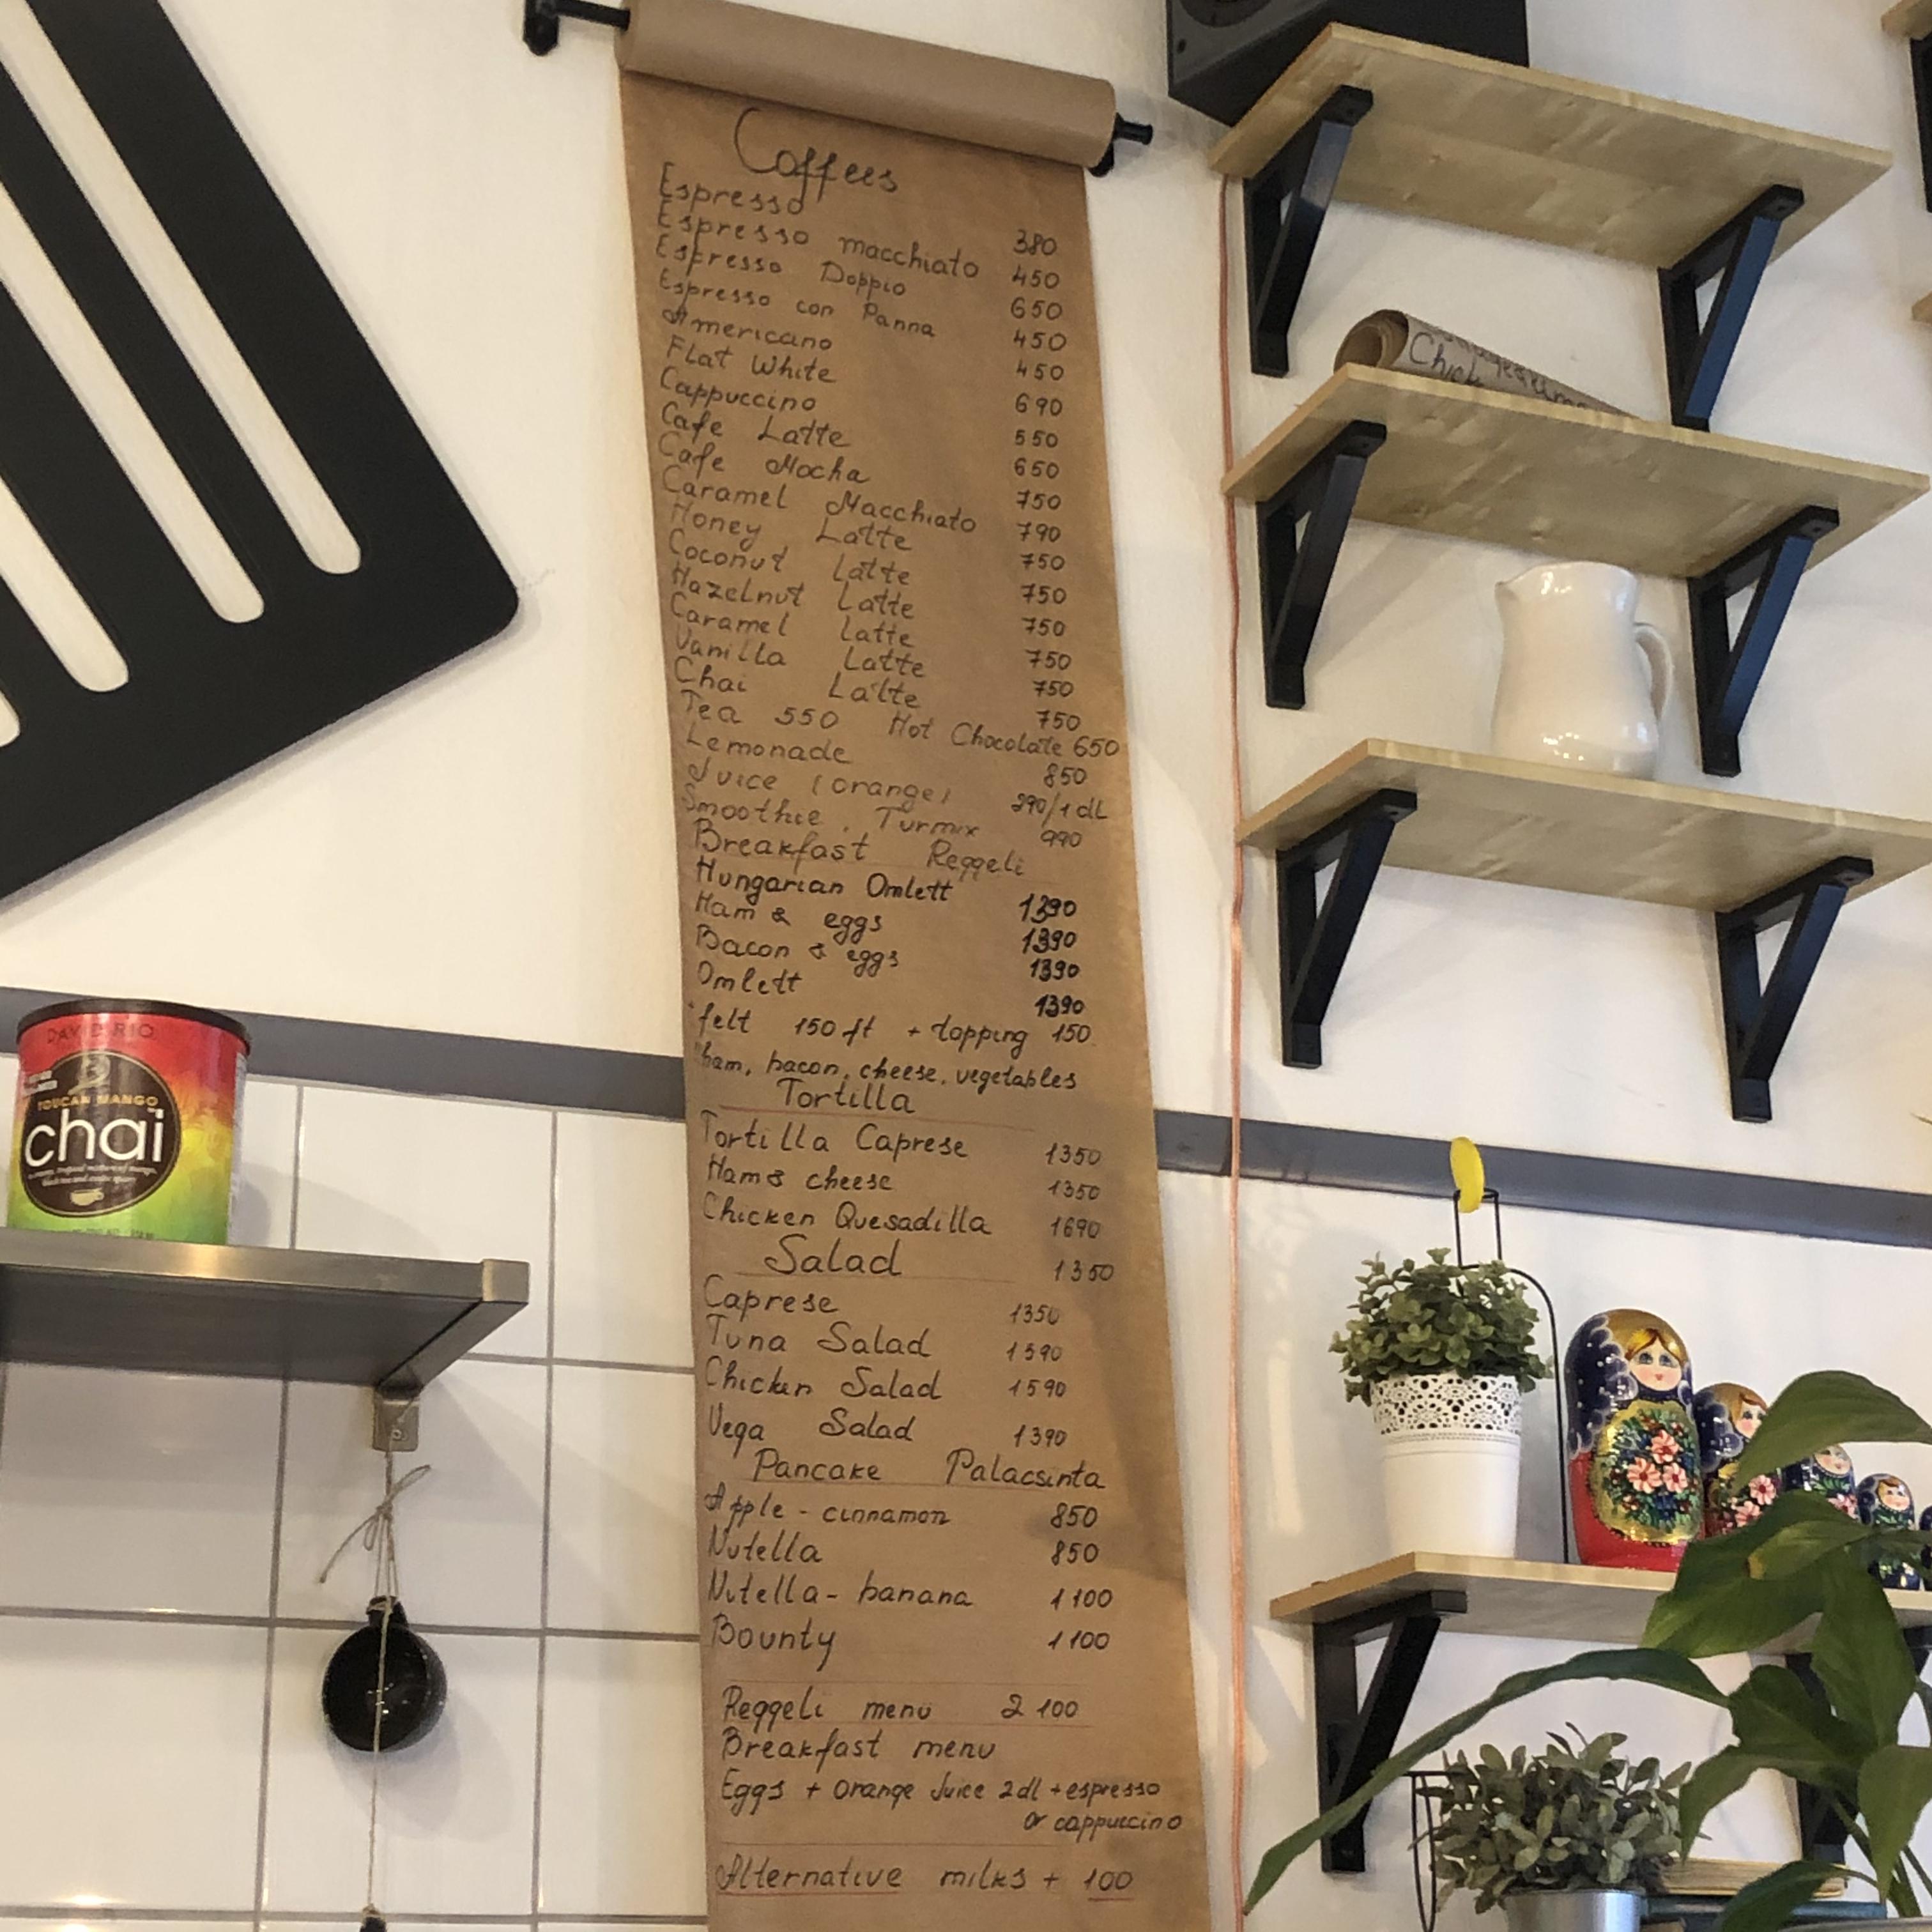 Coffees
Espresso 380
Espresso macchiato 450
Espresso Doppio 650
Espresso con Panna 450
Americano 450
Flat White 690
Cappuccino 550
Cafe Latte 650
Cafe Mocha 750
Caramel Macchiato 790
Honey Latte 750
Coconut Latte 750
Hazelnut Latte 750
Caramel Latte 750
Vanilla Latte 750
Chai Latte 750
Tea 550 Hot Chocolate 650
Lemonade 850
Juice (orange) 390/1 dL
Smoothie, Turmix 990
Breakfast Reggeli
Hungarian Omlett 1390
Ham & eggs 1390
Bacon & eggs 1390
Omlett 1390
+felt 150 ft + topping 150
ham, bacon, cheese, vegetables
Tortilla
Tortilla Caprese 1350
Ham & cheese 1350
Chicken Quesadilla 1690
Salad 1350
Caprese 1350
Tuna Salad 1590
Chicken Salad 1590
Vega Salad 1390
Pancake Palacsinta
Apple - cinnamon 850
Nutella 850
Nutella - banana 1100
Bounty 1100
Reggeli menü 2100
Breakfast menu
Eggs + Orange Juice 2dl + espresso
or cappuccino
Alternative milks + 100
DAVID RIO
TOUCAN MANGO
chai